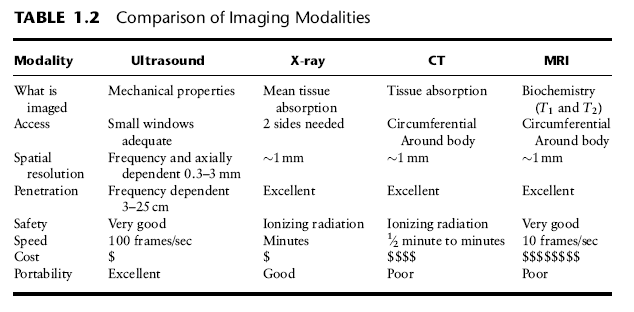 TABLE 1.2 Comparison of Imaging Modalities
Modality Ultrasound X-ray CT MRI
What is Mechanical properties Mean tissue Tissue absorption Biochemistry
imaged absorption (T₁ and T₂)
Access Small windows 2 sides needed Circumferential Circumferential
adequate Around body Around body
Spatial Frequency and axially ~1 mm ~1 mm ~1 mm
resolution dependent 0.3–3 mm
Penetration Frequency dependent Excellent Excellent Excellent
3–25 cm
Safety Very good Ionizing radiation Ionizing radiation Very good
Speed 100 frames/sec Minutes ½ minute to minutes 10 frames/sec
Cost $ $ $$$$ $$$$$$$$
Portability Excellent Good Poor Poor